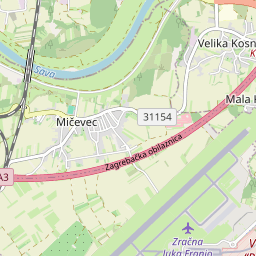 Sava
Velika Kosn
31154
Mala
Mičevec
Zagrebačka obilaznica
A3
Zračna
luka Franjo